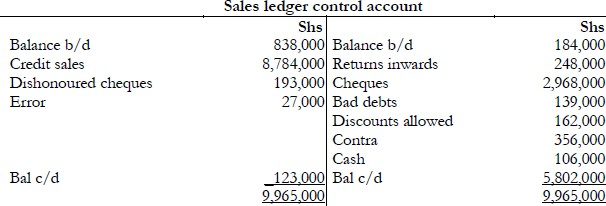 Sales ledger control account
Shs Shs
Balance b/d 838,000 Balance b/d 184,000
Credit sales 8,784,000 Returns inwards 248,000
Dishonoured cheques 193,000 Cheques 2,968,000
Error 27,000 Bad debts 139,000
Discounts allowed 162,000
Contra 356,000
Cash 106,000
Bal c/d 123,000 Bal c/d 5,802,000
9,965,000 9,965,000